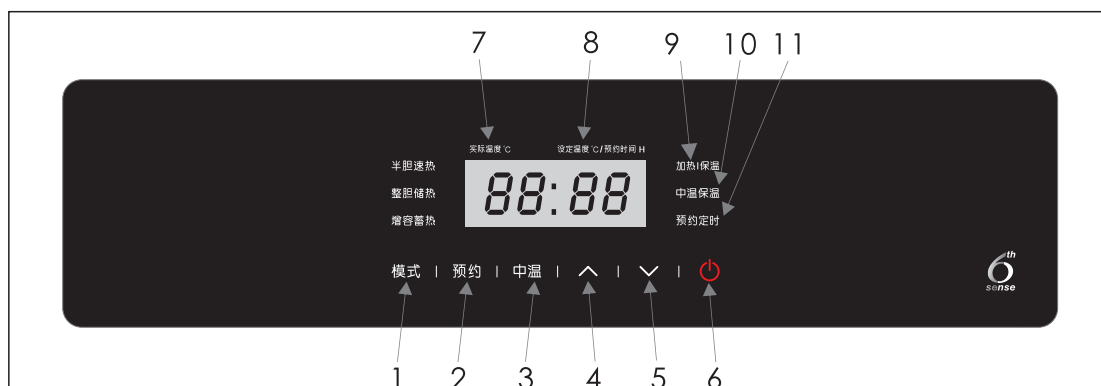 7 8 9 10 11
实际温度℃ 设定温度℃/预约时间 H
半胆速热 加热I保温
整胆储热 88:88 中温保温
增容蓄热 预约定时
模式 | 预约 | 中温 | | |
6th
sense
1 2 3 4 5 6